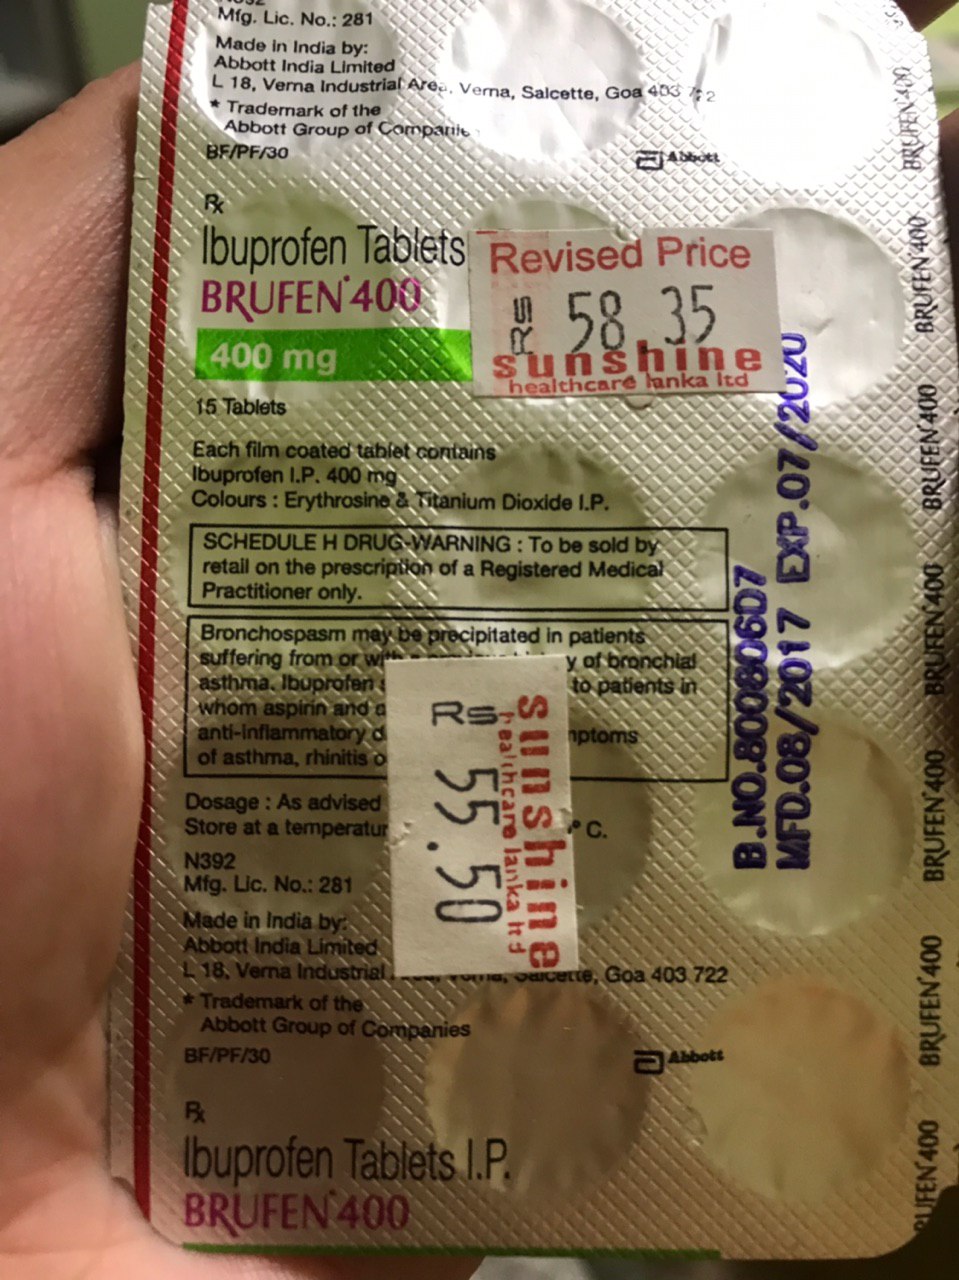 Mfg. Lic. No.: 281
Made in India by:
Abbott India Limited
L 18, Verna Industrial Area, Verna, Salcette, Goa 403 722
* Trademark of the
Abbott Group of Companies
BF/PF/30
Abbott
Rx
Ibuprofen Tablets
BRUFEN*400
400 mg
15 Tablets
Revised Price
Rs 58.35
sunshine
healthcare lanka ltd
Each film coated tablet contains
Ibuprofen I.P. 400 mg
Colours : Erythrosine & Titanium Dioxide I.P.
SCHEDULE H DRUG-WARNING : To be sold by
retail on the prescription of a Registered Medical
Practitioner only.
Bronchospasm may be precipitated in patients
suffering from or with y of bronchial
asthma. Ibuprofen to patients in
whom aspirin and
anti-inflammatory
of asthma, rhinitis
Dosage : As advised
Store at a ° C.
N392
Mfg. Lic. No.: 281
Made in India by:
Abbott India Limited
L 18, Verna Industrial Verna, Salcette, Goa 403 722
* Trademark of the
Abbott Group of Companies
BF/PF/30
Abbott
Rs 55.50
sunshine
healthcare lanka ltd
B.NO.80080607
MFD.08/2017 EXP.07/2020
Rx
Ibuprofen Tablets I.P.
BRUFEN*400
BRUFEN*400
BRUFEN*400
BRUFEN*400
BRUFEN*400
BRUFEN*400
BRUFEN*400
BRUFEN*400